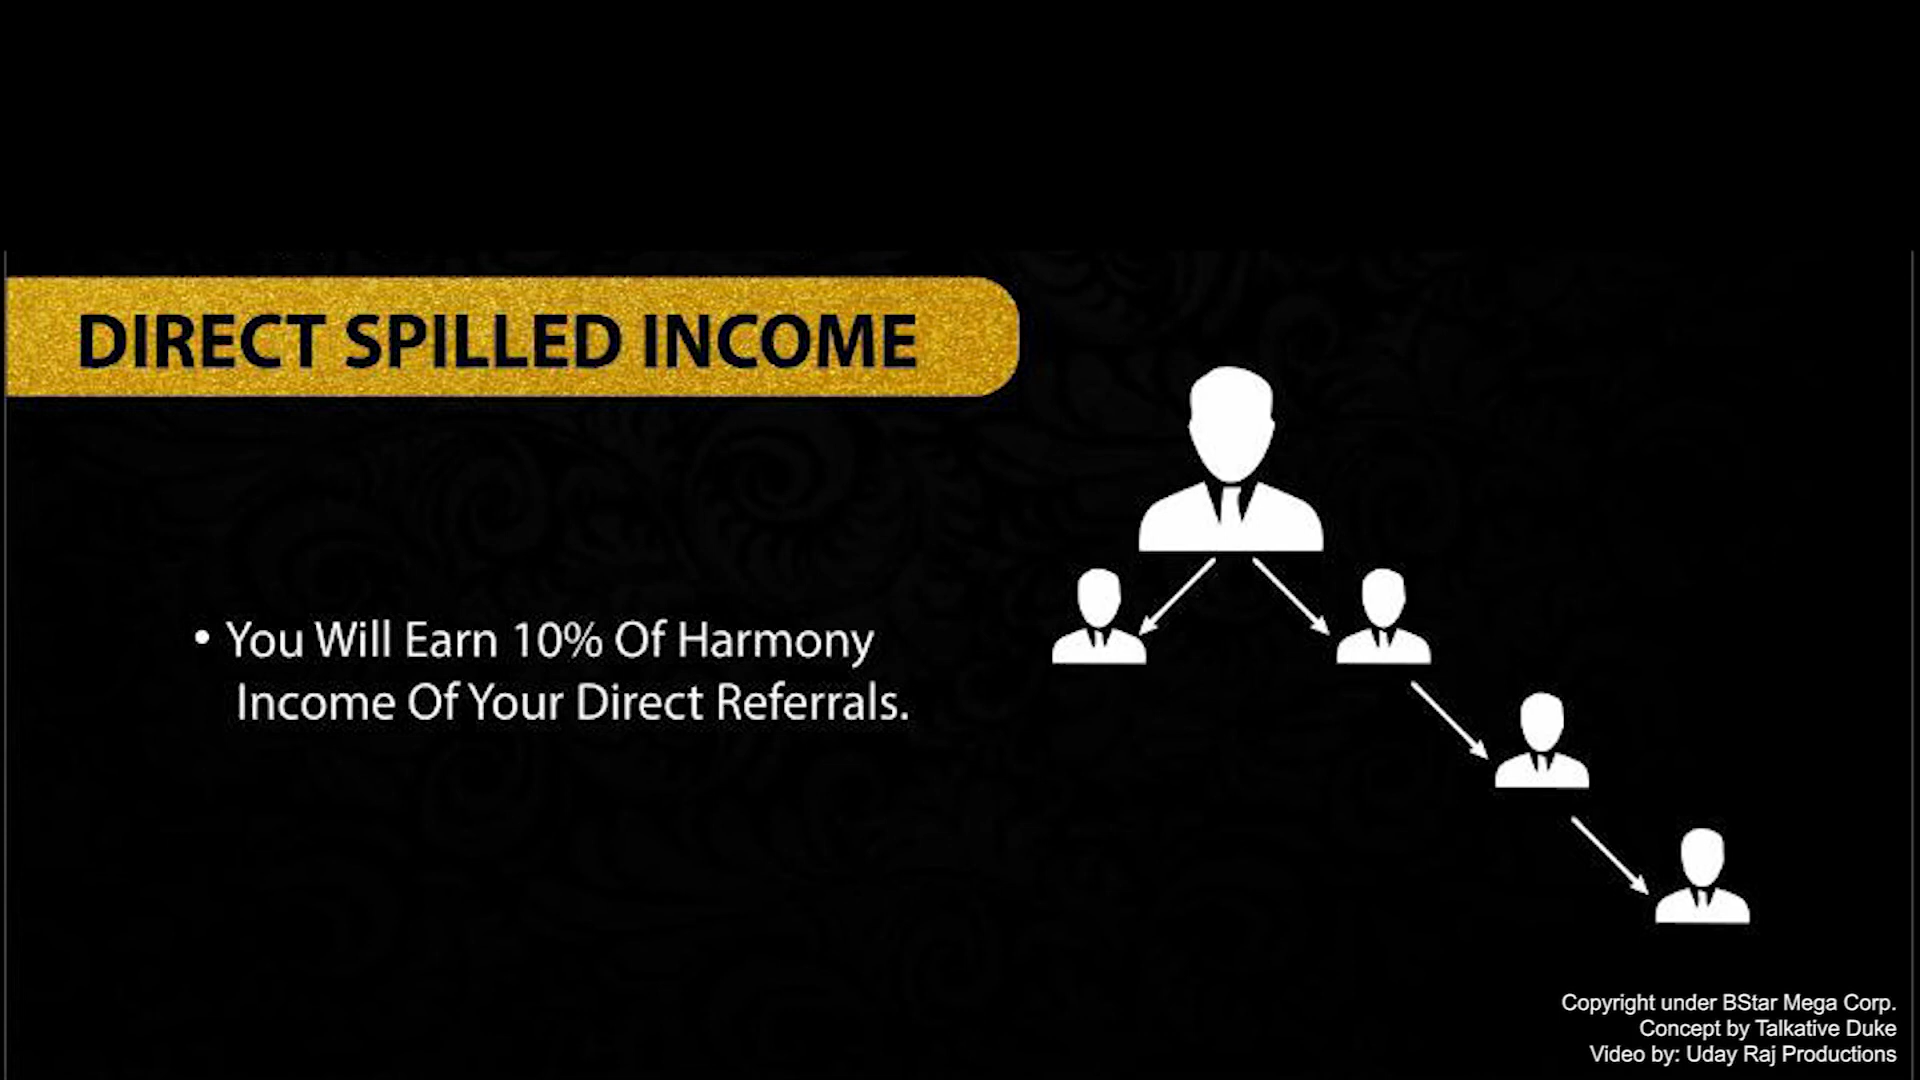 DIRECT SPILLED INCOME
• You Will Earn 10% Of Harmony
Income Of Your Direct Referrals.
Copyright under BStar Mega Corp.
Concept by Talkative Duke
Video by: Uday Raj Productions